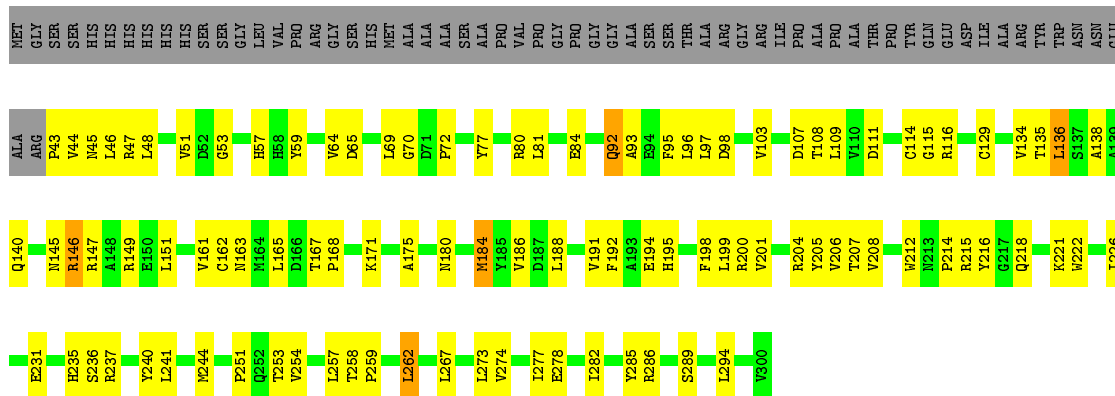 MET GLY SER SER HIS HIS HIS HIS HIS HIS SER SER GLY LEU VAL PRO ARG GLY SER HIS MET ALA ALA ALA SER ALA PRO VAL PRO GLY PRO GLY GLY ALA SER SER THR ALA ARG GLY ARG ILE PRO ALA PRO ALA THR PRO TYR GLN GLU ASP ILE ALA ARG TYR TRP ASN ASN GLU
ALA ARG P43 V44 N45 L46 R47 L48 V51 D52 G53 H57 H58 Y59 V64 D65 L69 G70 D71 P72 Y77 R80 L81 E84 Q92 A93 E94 F95 L96 L97 D98 V103 D107 T108 L109 V110 D111 C114 G115 R116 C129 V134 T135 L136 S137 A138 A139
Q140 N145 R146 R147 A148 R149 E150 L151 V161 C162 N163 M164 L165 D166 T167 P168 K171 A175 N180 M184 Y185 V186 D187 L188 V191 F192 A193 E194 H195 F198 L199 R200 V201 R204 Y205 V206 T207 V208 W212 N213 P214 R215 Y216 G217 Q218 K221 W222
E231 H235 S236 R237 Y240 L241 M244 P251 Q252 T253 V254 L257 T258 P259 L262 L267 L273 V274 I277 E278 I282 Y285 R286 S289 L294 V300